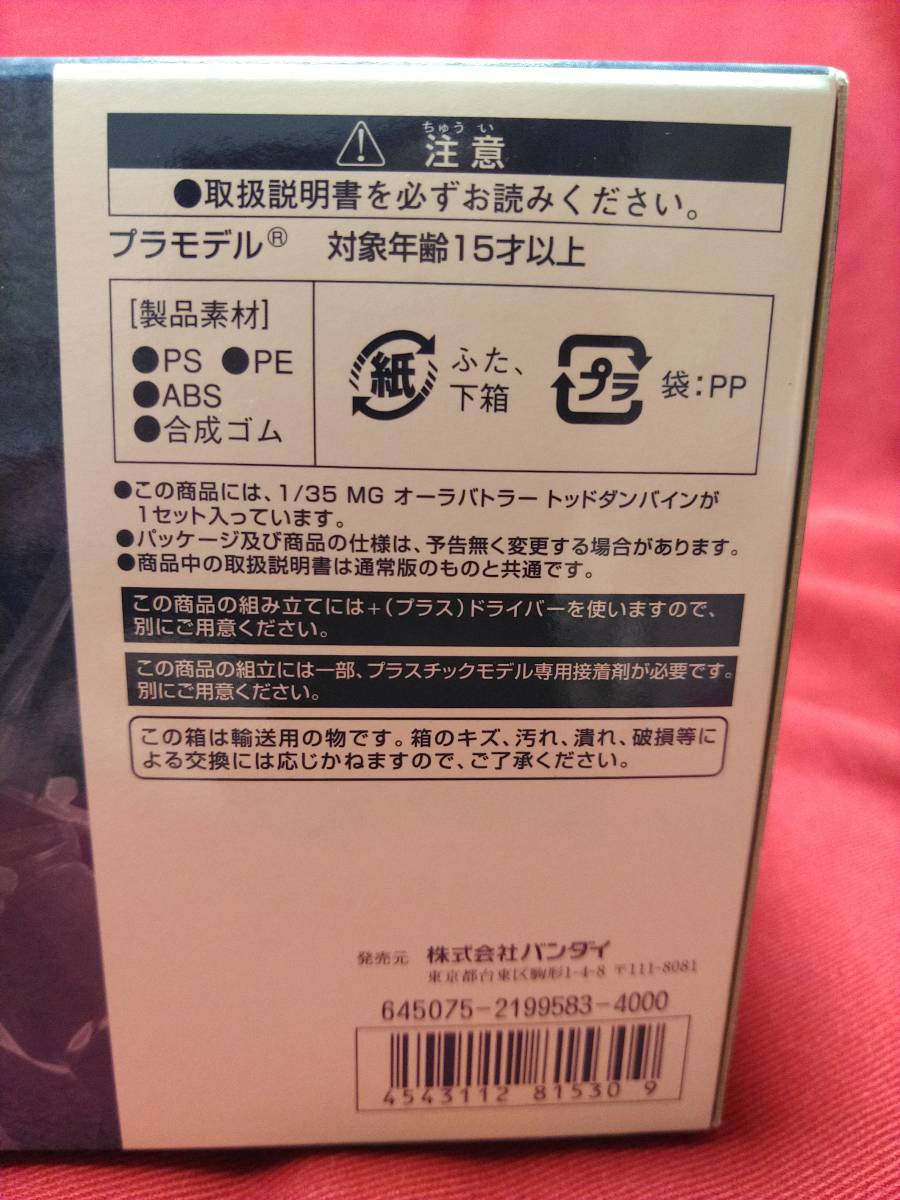 ちゅうい
注意
●取扱説明書を必ずお読みください。
プラモデル® 対象年齢15才以上
[製品素材]
●PS ●PE
●ABS
●合成ゴム
紙
ふた、
下箱
プラ
袋:PP
●この商品には、1/35 MG オーラバトラー トッドダンバインが
1セット入っています。
●パッケージ及び商品の仕様は、予告無く変更する場合があります。
●商品中の取扱説明書は通常版のものと共通です。
この商品の組み立てには+(プラス)ドライバーを使いますので、
別にご用意ください。
この商品の組立には一部、プラスチックモデル専用接着剤が必要です。
別にご用意ください。
この箱は輸送用の物です。箱のキズ、汚れ、潰れ、破損等に
よる交換には応じかねますので、ご了承ください。
発売元 株式会社バンダイ
東京都台東区駒形1-4-8 〒111-8081
645075-2199583-4000
4543112 815309